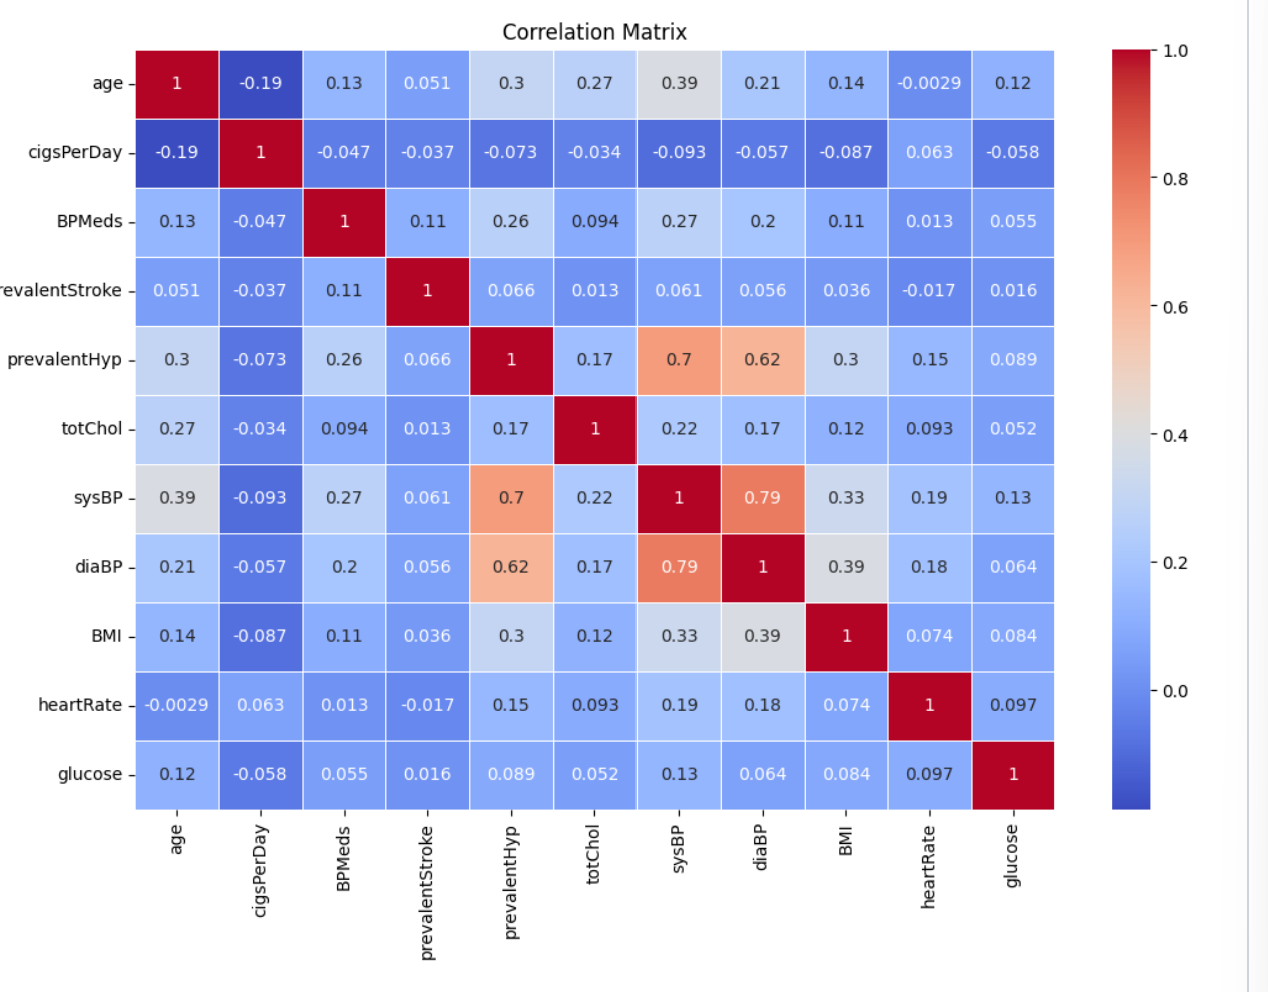 Correlation Matrix
age 1 -0.19 0.13 0.051 0.3 0.27 0.39 0.21 0.14 -0.0029 0.12
cigsPerDay -0.19 1 -0.047 -0.037 -0.073 -0.034 -0.093 -0.057 -0.087 0.063 -0.058
BPMeds 0.13 -0.047 1 0.11 0.26 0.094 0.27 0.2 0.11 0.013 0.055
revalentStroke 0.051 -0.037 0.11 1 0.066 0.013 0.061 0.056 0.036 -0.017 0.016
prevalentHyp 0.3 -0.073 0.26 0.066 1 0.17 0.7 0.62 0.3 0.15 0.089
totChol 0.27 -0.034 0.094 0.013 0.17 1 0.22 0.17 0.12 0.093 0.052
sysBP 0.39 -0.093 0.27 0.061 0.7 0.22 1 0.79 0.33 0.19 0.13
diaBP 0.21 -0.057 0.2 0.056 0.62 0.17 0.79 1 0.39 0.18 0.064
BMI 0.14 -0.087 0.11 0.036 0.3 0.12 0.33 0.39 1 0.074 0.084
heartRate -0.0029 0.063 0.013 -0.017 0.15 0.093 0.19 0.18 0.074 1 0.097
glucose 0.12 -0.058 0.055 0.016 0.089 0.052 0.13 0.064 0.084 0.097 1
age cigsPerDay BPMeds prevalentStroke prevalentHyp totChol sysBP diaBP BMI heartRate glucose
1.0
0.8
0.6
0.4
0.2
0.0